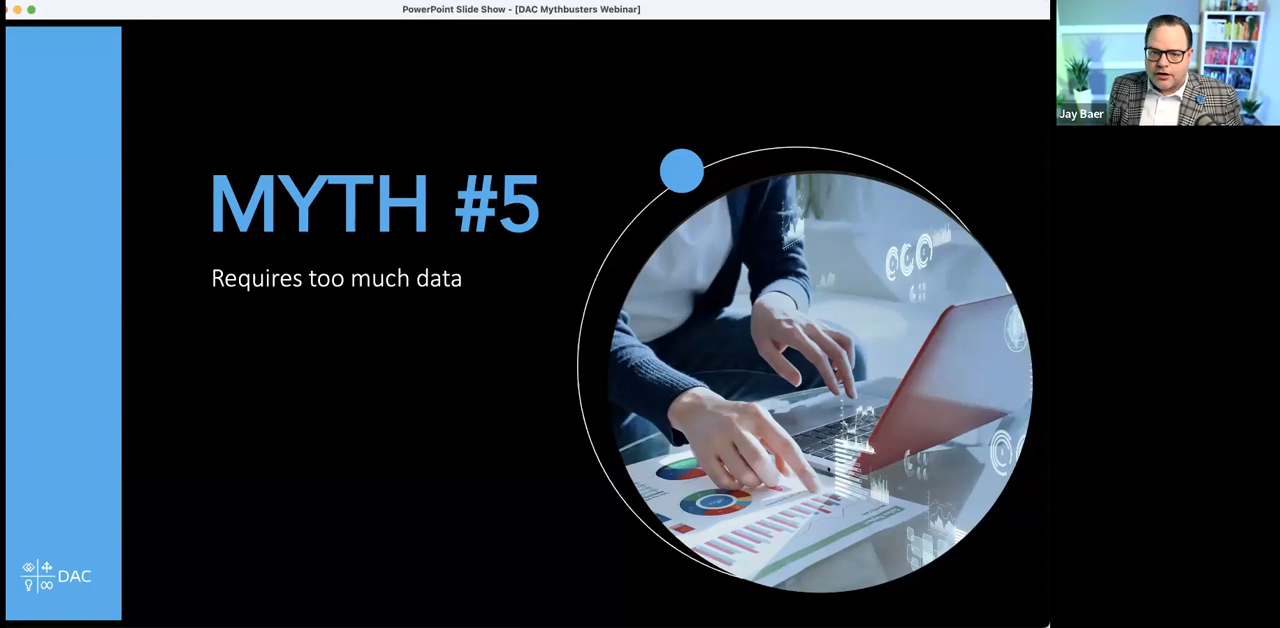 PowerPoint Slide Show - [DAC Mythbusters Webinar]
Jay Baer
MYTH #5
Requires too much data
DAC